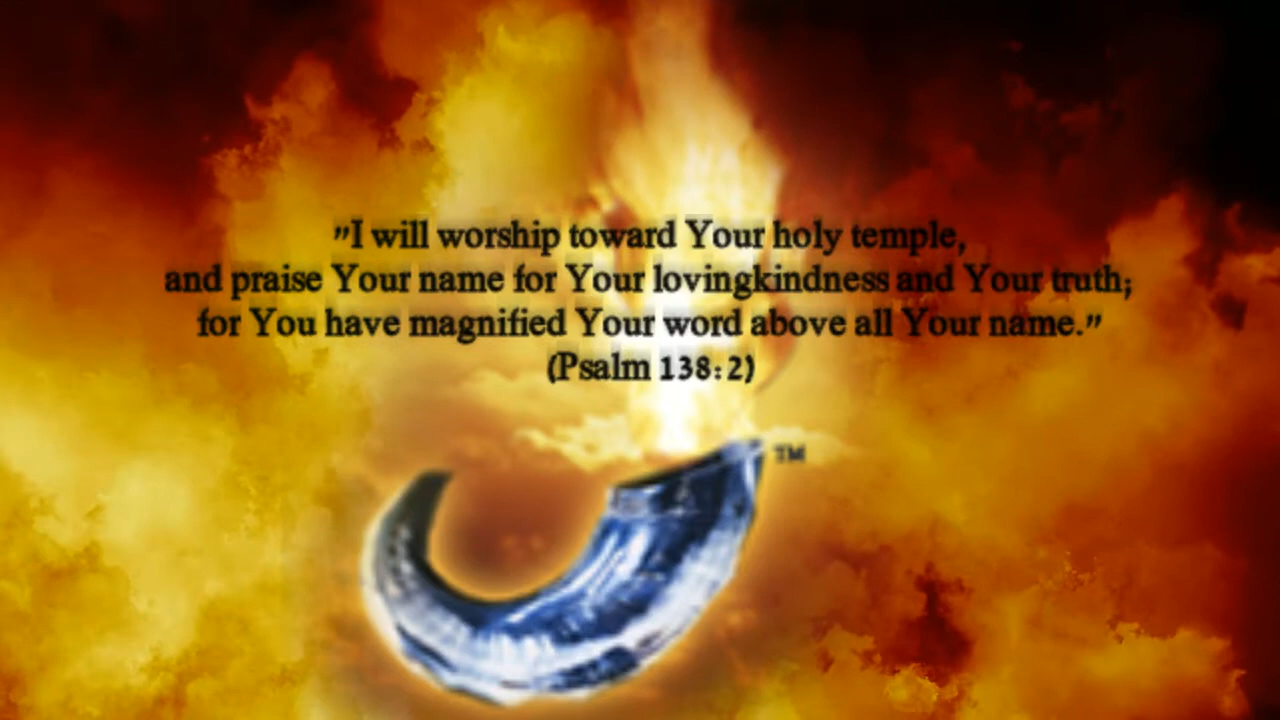 "I will worship toward Your holy temple,
and praise Your name for Your lovingkindness and Your truth;
for You have magnified Your word above all Your name."
(Psalm 138:2)
TM